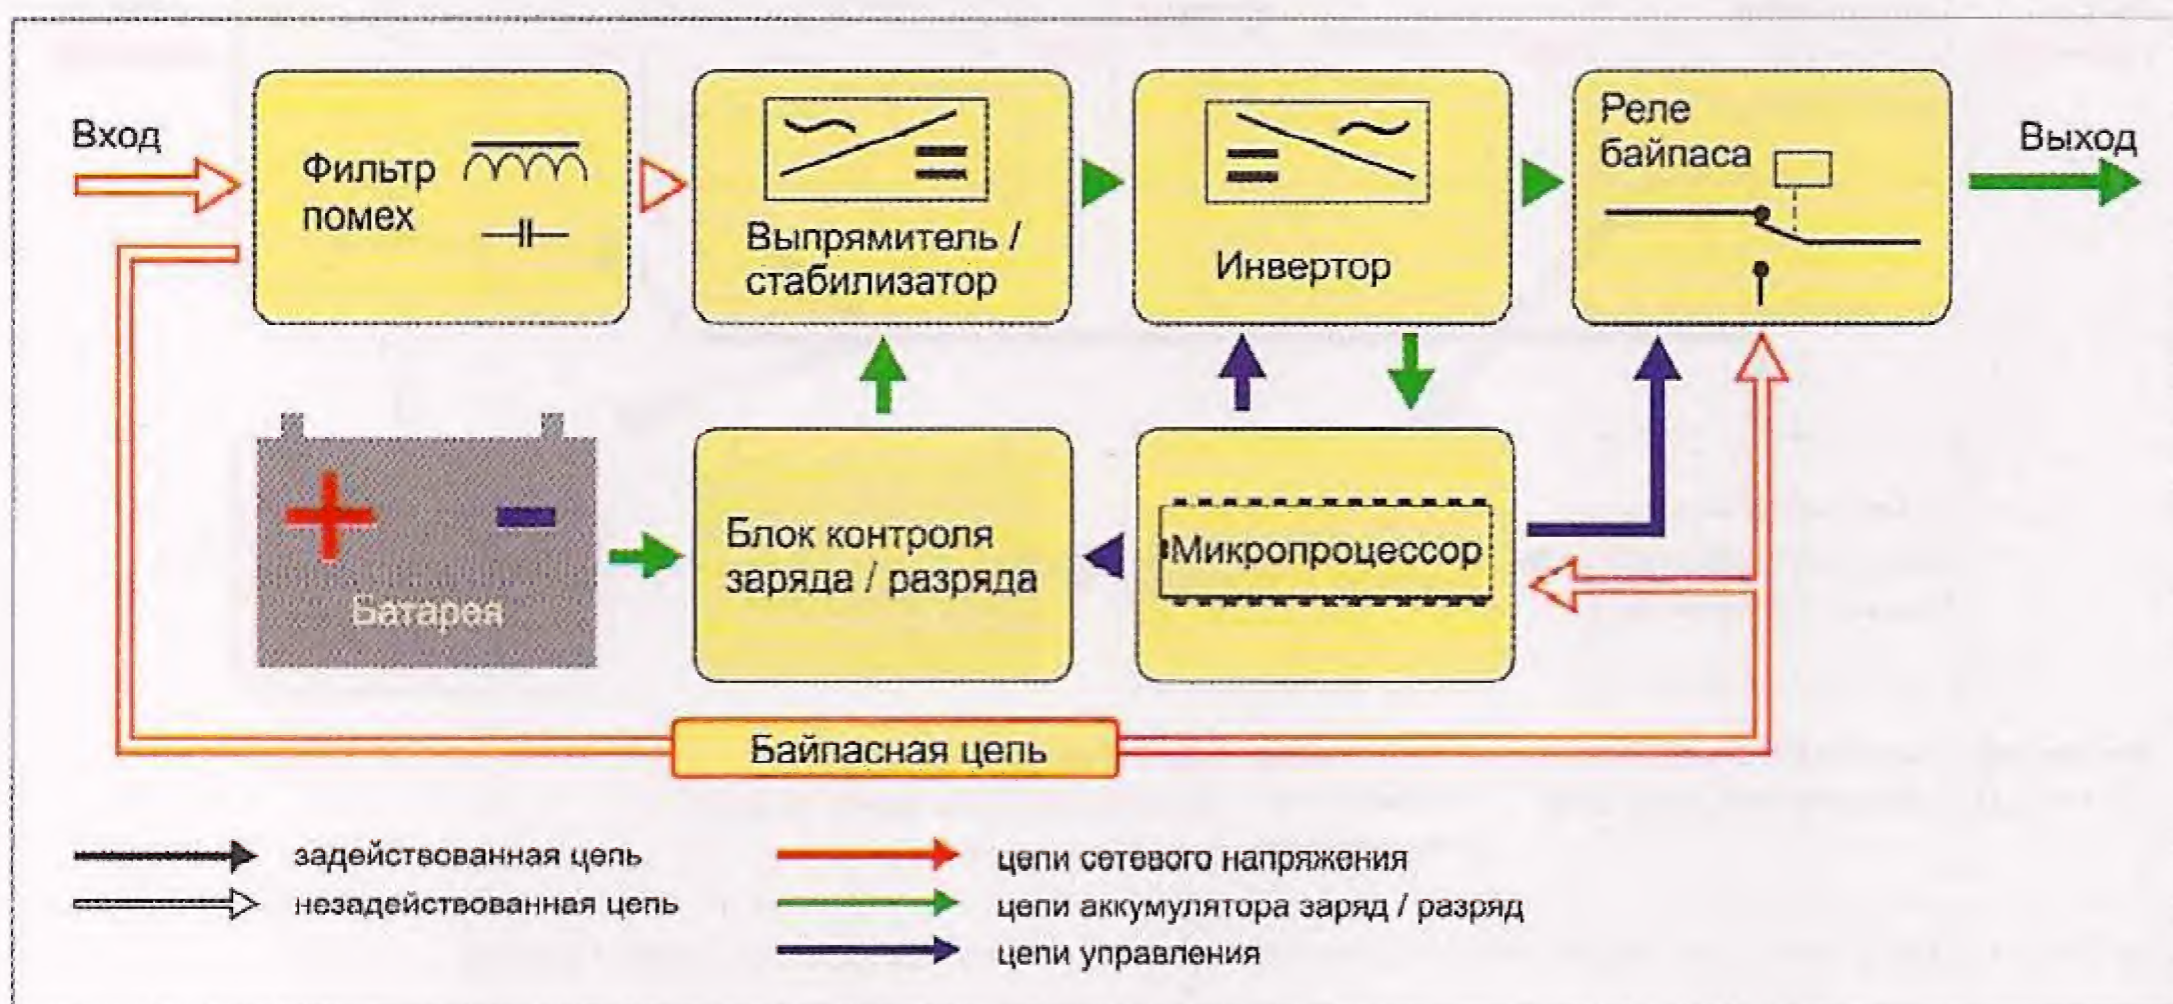 Вход
Фильтр
помех
Выпрямитель /
стабилизатор
Инвертор
Реле
байпаса
Выход
Батарея
Блок контроля
заряда / разряда
Микропроцессор
Байпасная цепь
задействованная цепь
незадействованная цепь
цепи сетевого напряжения
цепи аккумулятора заряд / разряд
цепи управления